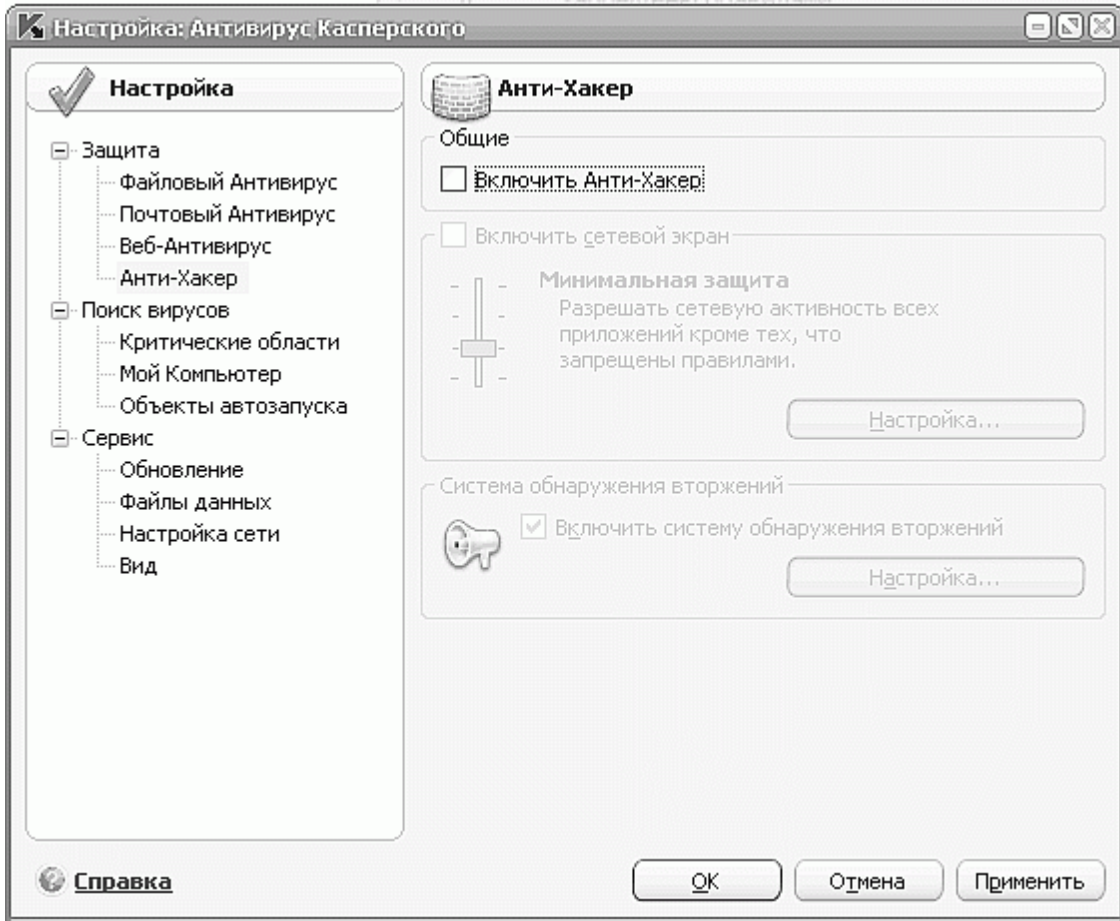 Настройка: Антивирус Касперского
Настройка
Защита
Файловый Антивирус
Почтовый Антивирус
Веб-Антивирус
Анти-Хакер
Поиск вирусов
Критические области
Мой Компьютер
Объекты автозапуска
Сервис
Обновление
Файлы данных
Настройка сети
Вид
Анти-Хакер
Общие
Включить Анти-Хакер
Включить сетевой экран
Минимальная защита
Разрешать сетевую активность всех
приложений кроме тех, что
запрещены правилами.
Настройка...
Система обнаружения вторжений
Включить систему обнаружения вторжений
Настройка...
Справка
ОК
Отмена
Применить